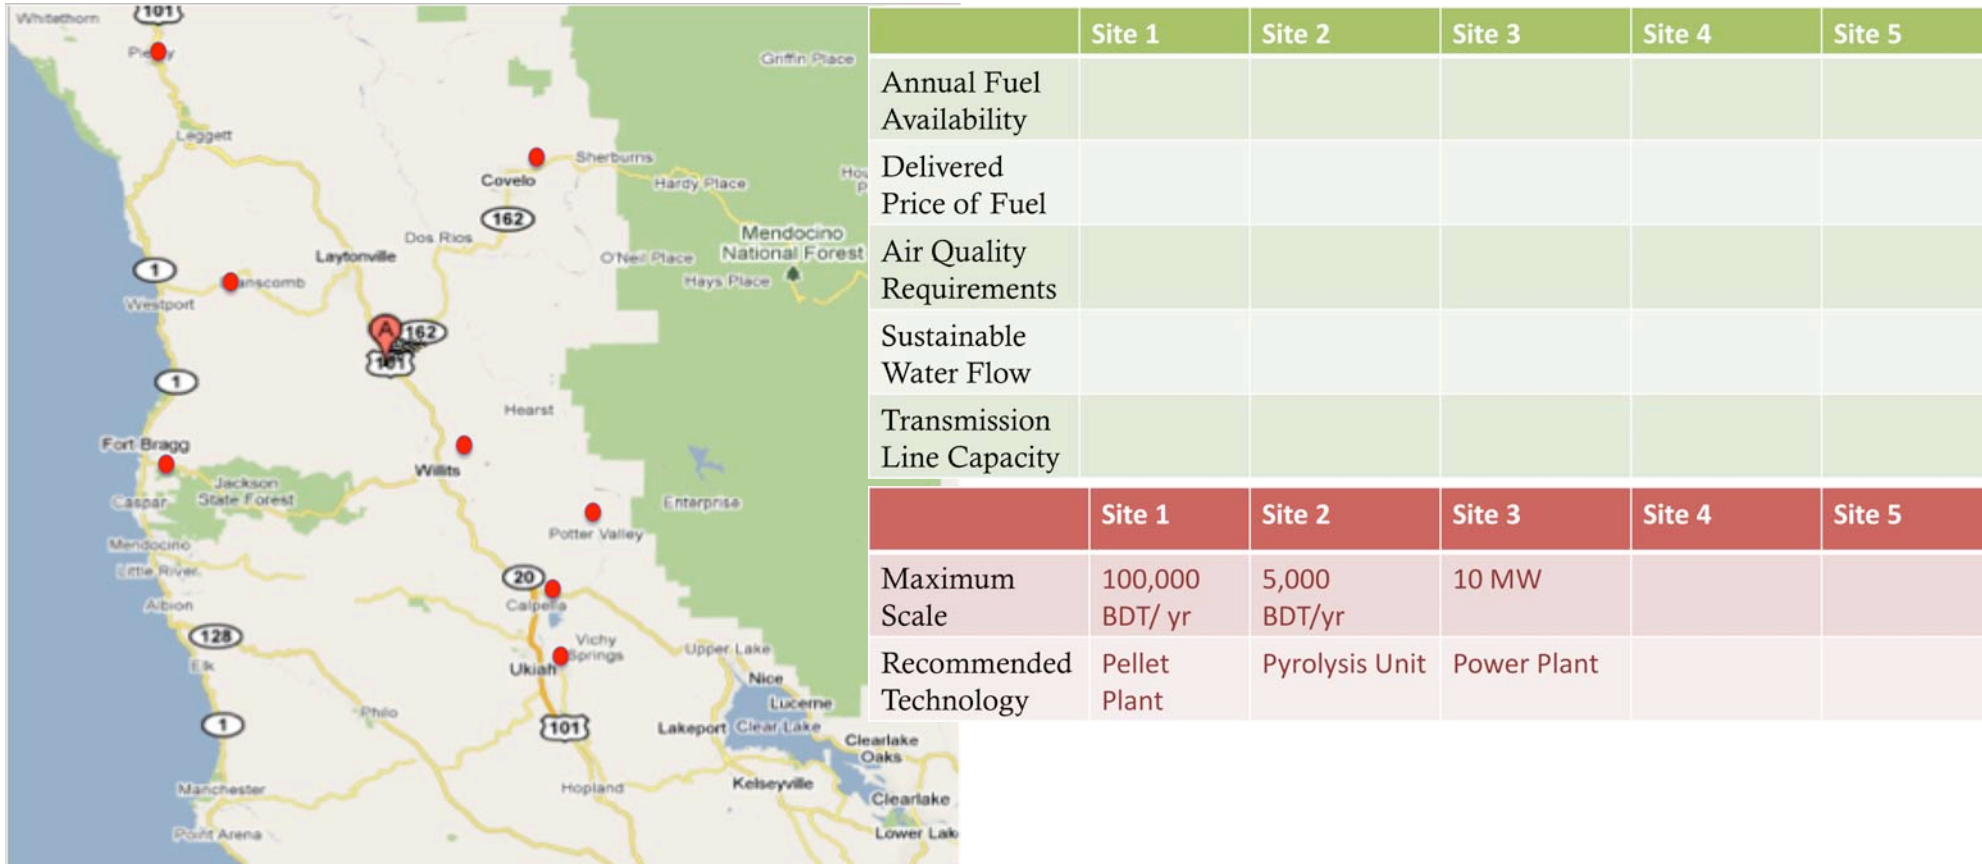 Whitethorn
101
Leggett
Griffin Place
Covelo
Sherburns
Hardy Place
162
Dos Rios
Laytonville
Mendocino
National Forest
O'Neil Place
Hays Place
1
Westport
A
162
101
1
Hearst
Fort Bragg
Willits
Jackson
State Forest
Caspar
Enterprise
Potter Valley
Mendocino
Little River
20
Calpella
Albion
128
Vichy
Springs
Elk
Ukiah
Upper Lake
Nice
Lucerne
Philo
1
101
Lakeport
Clear Lake
Clearlake
Oaks
Manchester
Hopland
Kelseyville
Clearlake
Point Arena
Lower Lak
Site 1 Site 2 Site 3 Site 4 Site 5
Annual Fuel
Availability
Delivered
Price of Fuel
Air Quality
Requirements
Sustainable
Water Flow
Transmission
Line Capacity
Site 1 Site 2 Site 3 Site 4 Site 5
Maximum 100,000 5,000 10 MW
Scale BDT/ yr BDT/yr
Recommended Pellet Pyrolysis Unit Power Plant
Technology Plant